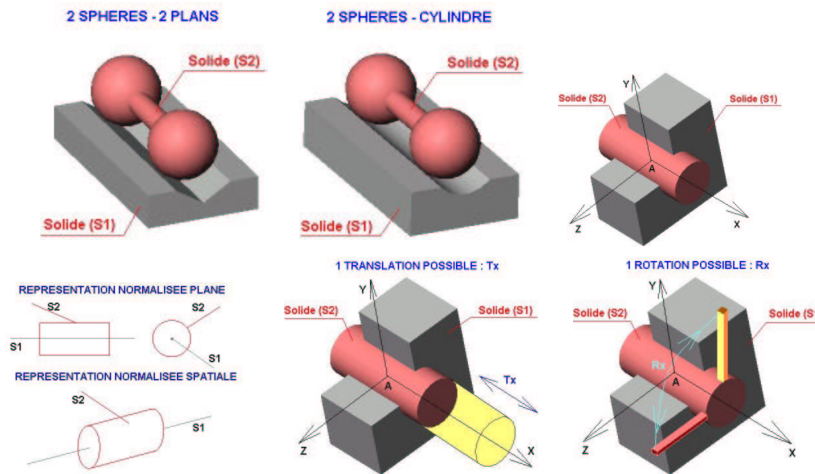 2 SPHERES - 2 PLANS
Solide (S2)
Solide (S1)
2 SPHERES - CYLINDRE
Solide (S2)
Solide (S1)
Y
Solide (S2)
Solide (S1)
A
Z
X
REPRESENTATION NORMALISEE PLANE
S2
S1
S2
S1
REPRESENTATION NORMALISEE SPATIALE
S2
S1
1 TRANSLATION POSSIBLE : Tx
Y
Solide (S2)
Solide (S1)
A
Tx
Z
X
1 ROTATION POSSIBLE : Rx
Y
Solide (S2)
Solide (S
Rx
A
Z
X